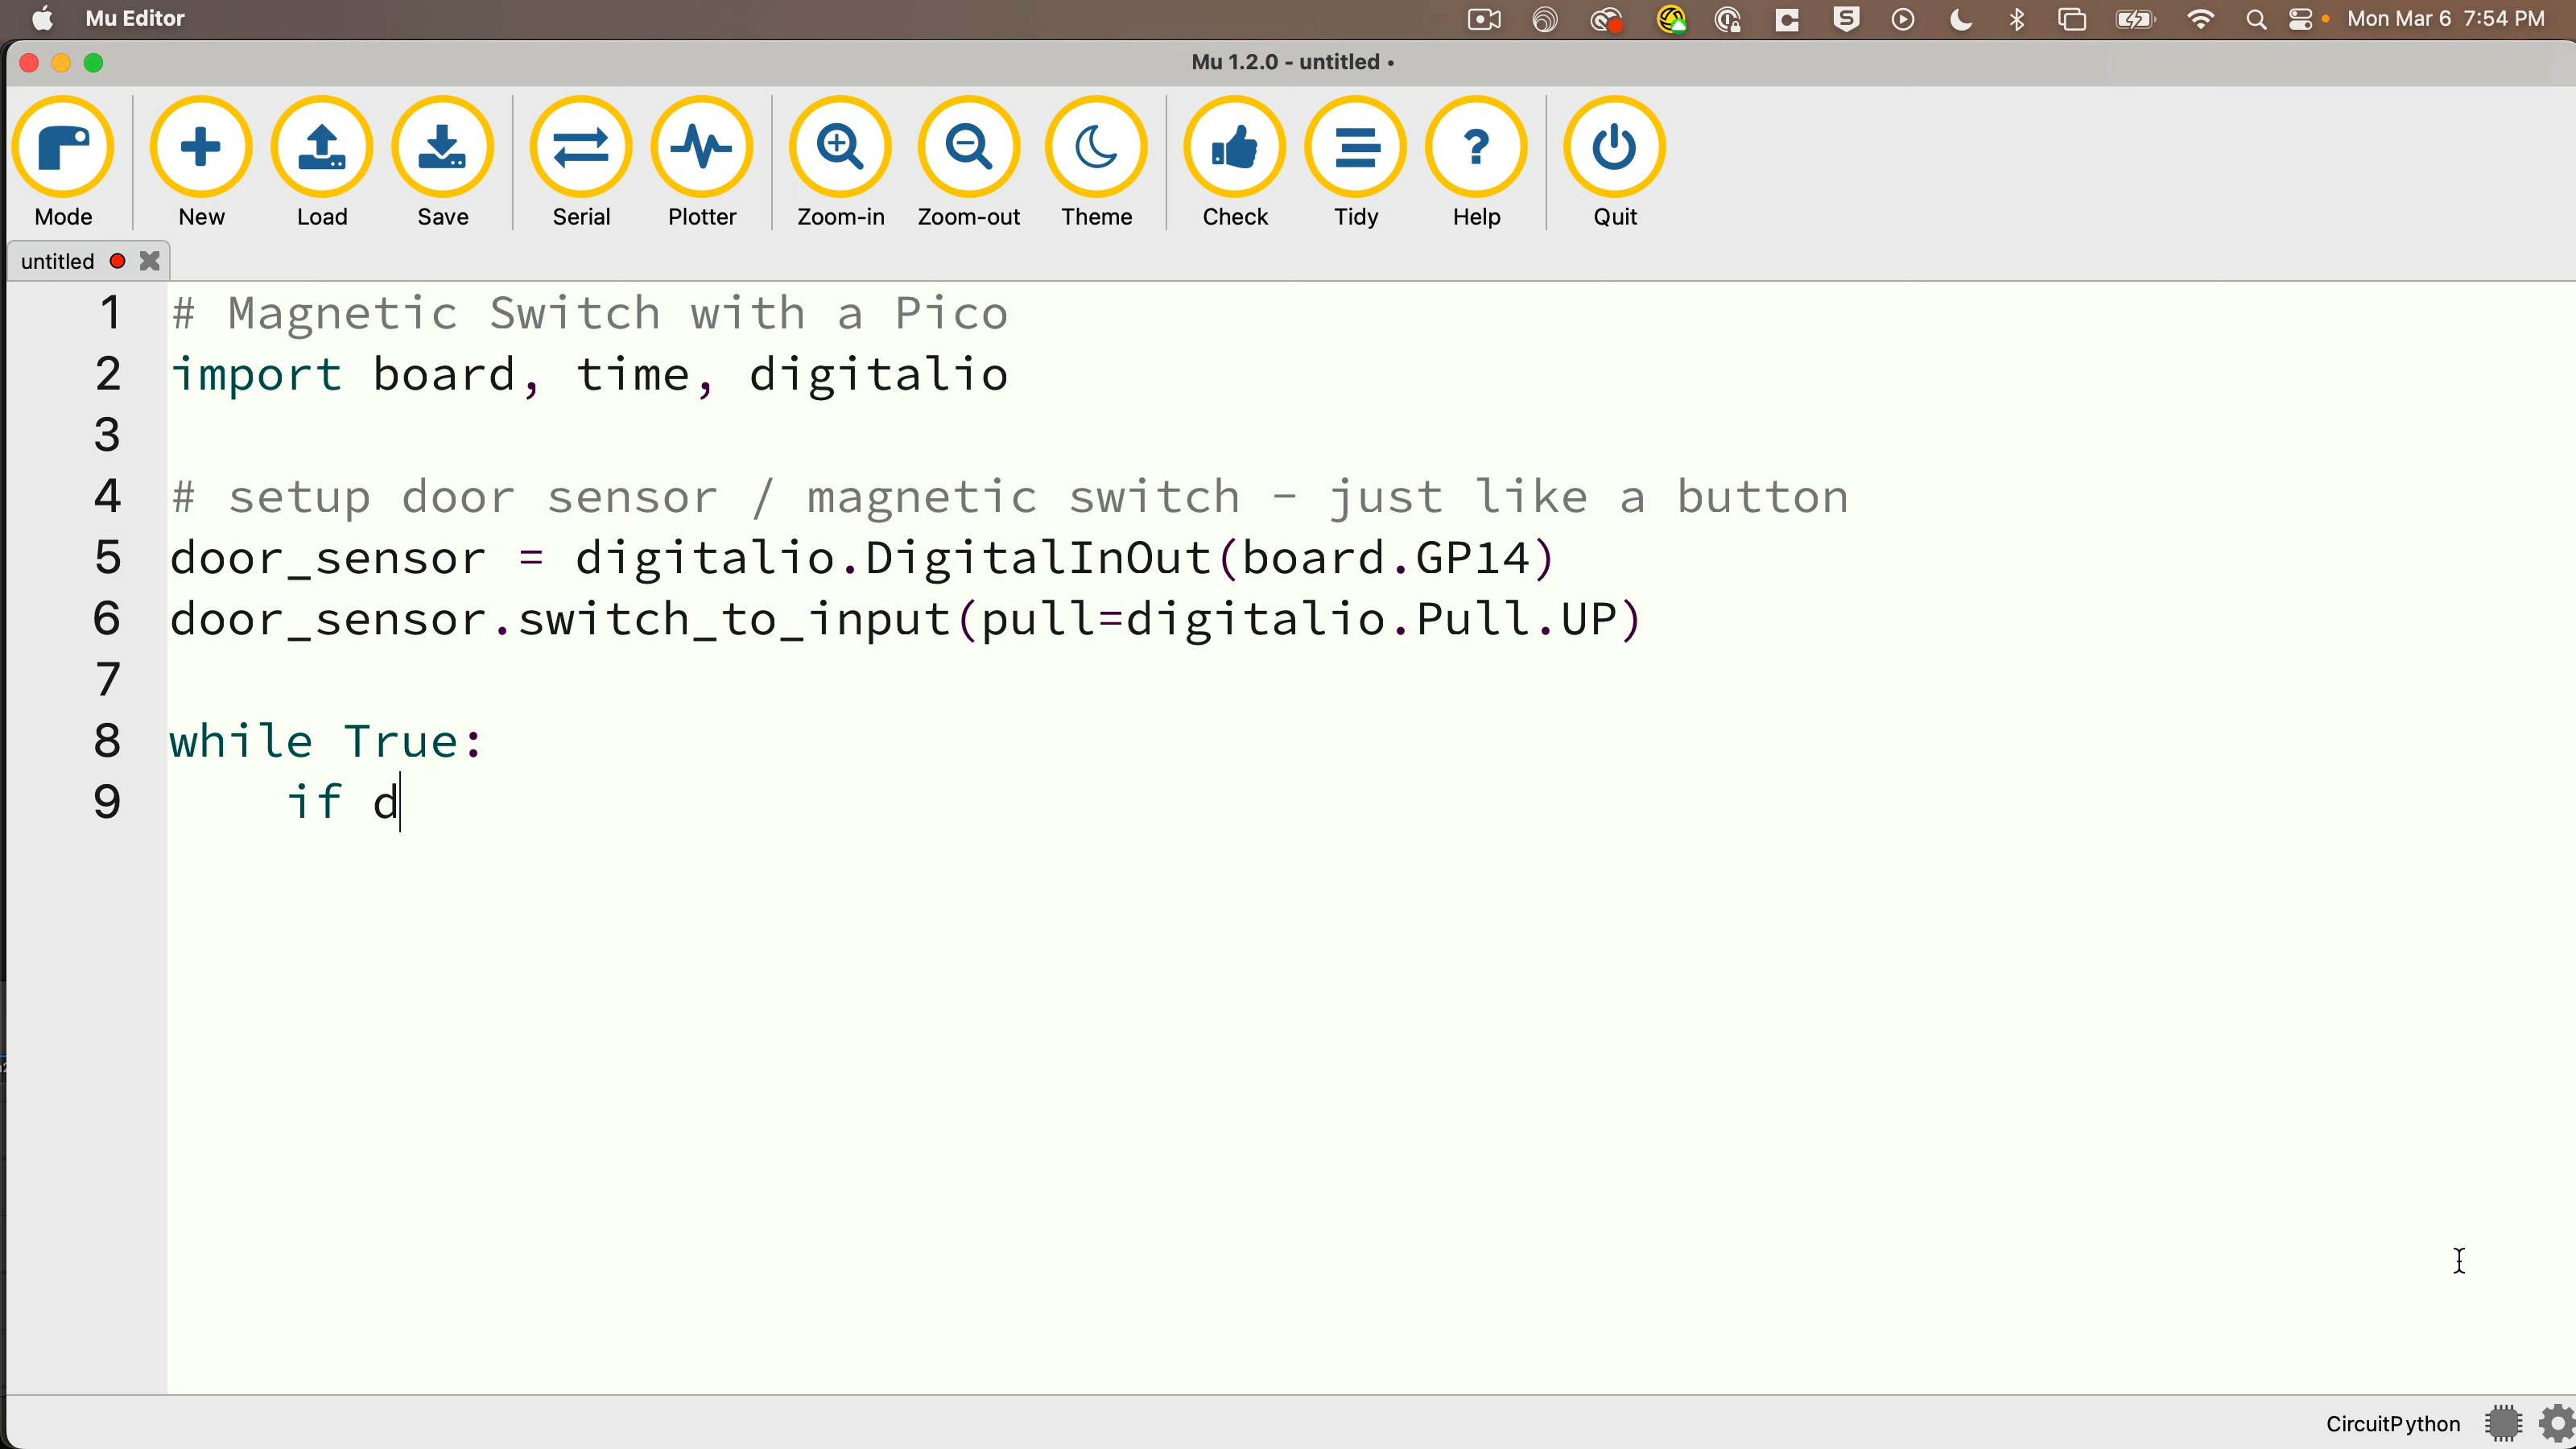 Mu Editor
Mon Mar 6 7:54 PM
Mu 1.2.0 - untitled •
Mode New Load Save Serial Plotter Zoom-in Zoom-out Theme Check Tidy Help Quit
untitled
1 # Magnetic Switch with a Pico
2 import board, time, digitalio
3
4 # setup door sensor / magnetic switch – just like a button
5 door_sensor = digitalio.DigitalInOut(board.GP14)
6 door_sensor.switch_to_input(pull=digitalio.Pull.UP)
7
8 while True:
9     if d
CircuitPython